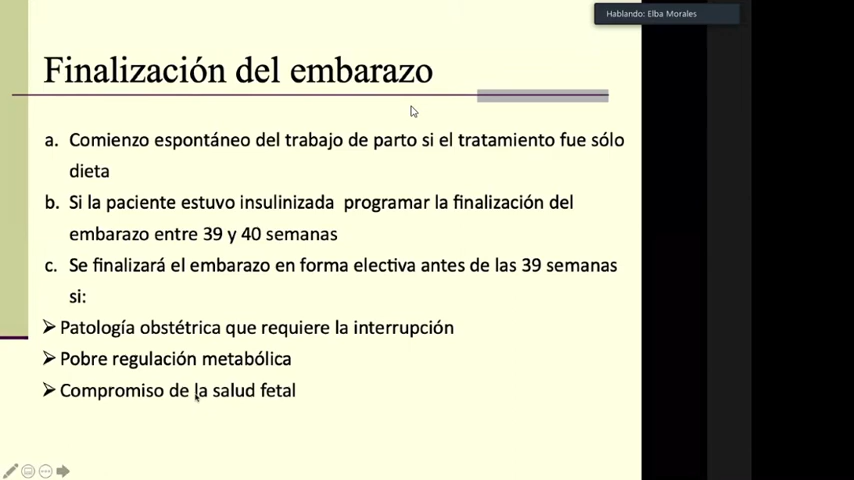 Hablando: Elba Morales
Finalización del embarazo
a. Comienzo espontáneo del trabajo de parto si el tratamiento fue sólo
dieta
b. Si la paciente estuvo insulinizada programar la finalización del
embarazo entre 39 y 40 semanas
c. Se finalizará el embarazo en forma electiva antes de las 39 semanas
si:
Patología obstétrica que requiere la interrupción
Pobre regulación metabólica
Compromiso de la salud fetal